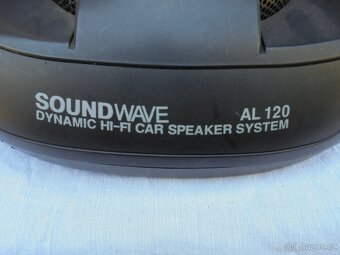 SOUNDWAVE AL 120
DYNAMIC HI-FI CAR SPEAKER SYSTEM